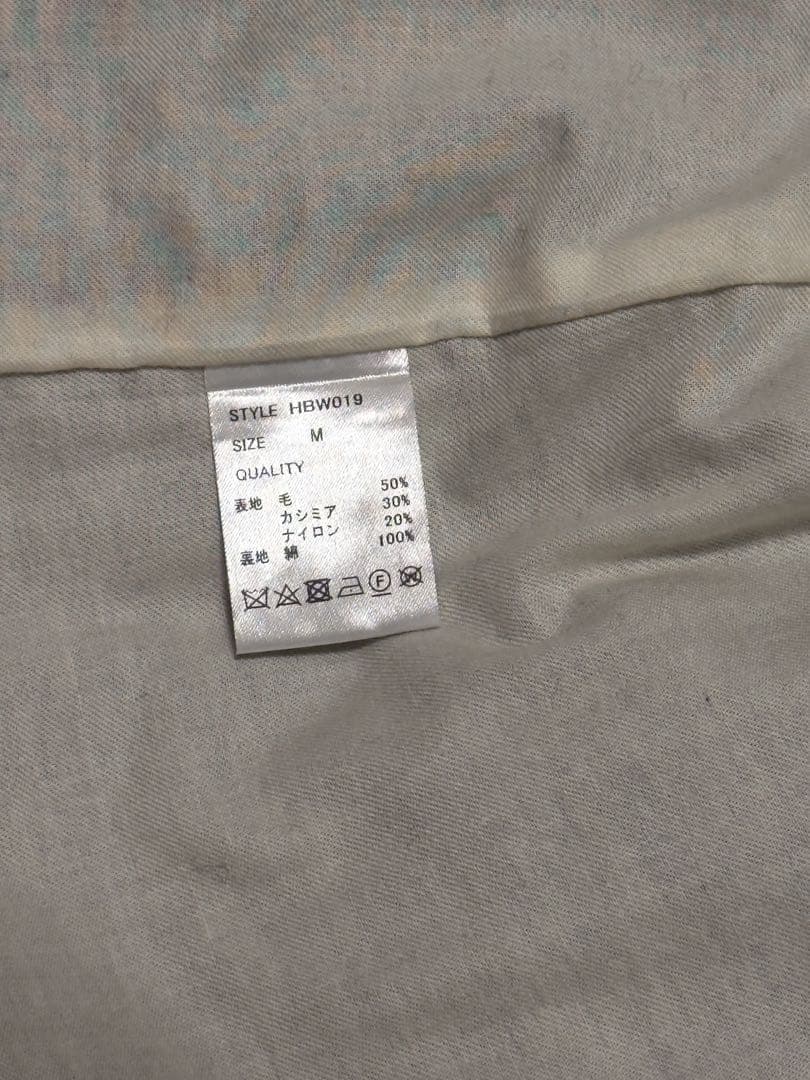 STYLE HBW019
SIZE M
QUALITY
表地 毛 50%
カシミア 30%
ナイロン 20%
裏地 綿 100%
F
W